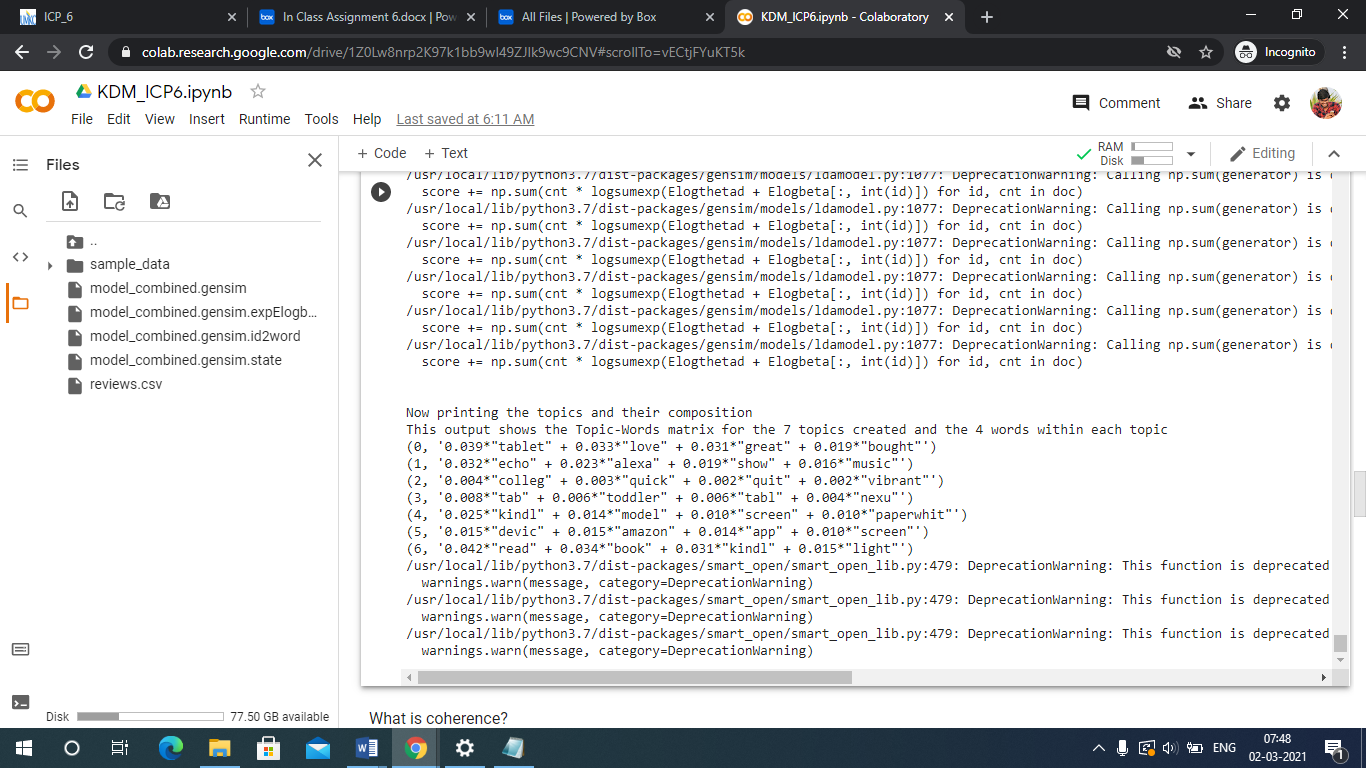 ICP_6
In Class Assignment 6.docx | Pow
All Files | Powered by Box
KDM_ICP6.ipynb - Colaboratory
colab.research.google.com/drive/1Z0Lw8nrp2K97k1bb9wI49ZJIk9wc9CNV#scrollTo=vECtjFYuKT5k
Incognito
KDM_ICP6.ipynb
Comment
Share
File Edit View Insert Runtime Tools Help Last saved at 6:11 AM
Files
+ Code + Text
RAM
Disk
Editing
..
sample_data
model_combined.gensim
model_combined.gensim.expElogb...
model_combined.gensim.id2word
model_combined.gensim.state
reviews.csv
Disk
77.50 GB available
/usr/local/lib/python3.7/dist-packages/gensim/models/ldamodel.py:1077: DeprecationWarning: Calling np.sum(generator) is
score += np.sum(cnt * logsumexp(Elogthetad + Elogbeta[:, int(id)]) for id, cnt in doc)
/usr/local/lib/python3.7/dist-packages/gensim/models/ldamodel.py:1077: DeprecationWarning: Calling np.sum(generator) is
score += np.sum(cnt * logsumexp(Elogthetad + Elogbeta[:, int(id)]) for id, cnt in doc)
/usr/local/lib/python3.7/dist-packages/gensim/models/ldamodel.py:1077: DeprecationWarning: Calling np.sum(generator) is
score += np.sum(cnt * logsumexp(Elogthetad + Elogbeta[:, int(id)]) for id, cnt in doc)
/usr/local/lib/python3.7/dist-packages/gensim/models/ldamodel.py:1077: DeprecationWarning: Calling np.sum(generator) is
score += np.sum(cnt * logsumexp(Elogthetad + Elogbeta[:, int(id)]) for id, cnt in doc)
/usr/local/lib/python3.7/dist-packages/gensim/models/ldamodel.py:1077: DeprecationWarning: Calling np.sum(generator) is
score += np.sum(cnt * logsumexp(Elogthetad + Elogbeta[:, int(id)]) for id, cnt in doc)
/usr/local/lib/python3.7/dist-packages/gensim/models/ldamodel.py:1077: DeprecationWarning: Calling np.sum(generator) is
score += np.sum(cnt * logsumexp(Elogthetad + Elogbeta[:, int(id)]) for id, cnt in doc)
Now printing the topics and their composition
This output shows the Topic-Words matrix for the 7 topics created and the 4 words within each topic
(0, '0.039*"tablet" + 0.033*"love" + 0.031*"great" + 0.019*"bought"')
(1, '0.032*"echo" + 0.023*"alexa" + 0.019*"show" + 0.016*"music"')
(2, '0.004*"colleg" + 0.003*"quick" + 0.002*"quit" + 0.002*"vibrant"')
(3, '0.008*"tab" + 0.006*"toddler" + 0.006*"tabl" + 0.004*"nexu"')
(4, '0.025*"kindl" + 0.014*"model" + 0.010*"screen" + 0.010*"paperwhit"')
(5, '0.015*"devic" + 0.015*"amazon" + 0.014*"app" + 0.010*"screen"')
(6, '0.042*"read" + 0.034*"book" + 0.031*"kindl" + 0.015*"light"')
/usr/local/lib/python3.7/dist-packages/smart_open/smart_open_lib.py:479: DeprecationWarning: This function is deprecated
warnings.warn(message, category=DeprecationWarning)
/usr/local/lib/python3.7/dist-packages/smart_open/smart_open_lib.py:479: DeprecationWarning: This function is deprecated
warnings.warn(message, category=DeprecationWarning)
/usr/local/lib/python3.7/dist-packages/smart_open/smart_open_lib.py:479: DeprecationWarning: This function is deprecated
warnings.warn(message, category=DeprecationWarning)
What is coherence?
ENG
07:48
02-03-2021
1